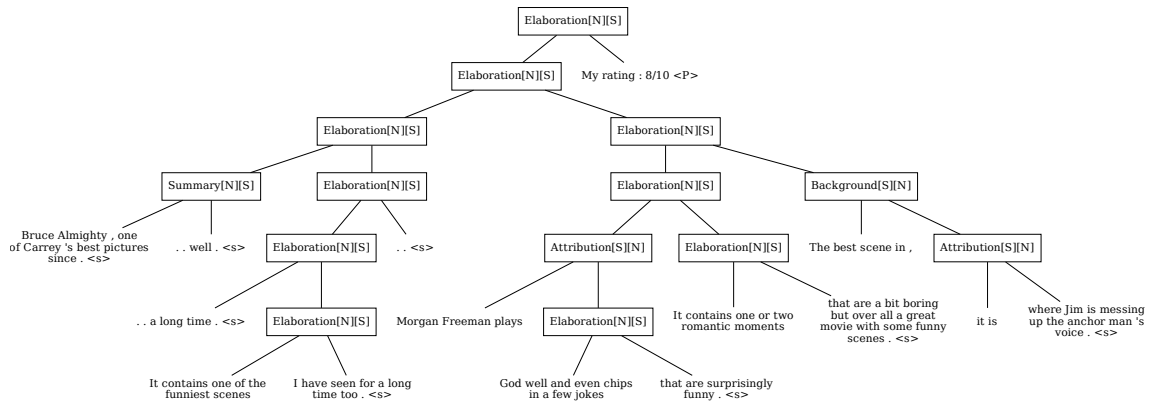 Elaboration[N][S]
Elaboration[N][S]
My rating : 8/10 <P>
Elaboration[N][S]
Elaboration[N][S]
Summary[N][S]
Elaboration[N][S]
Elaboration[N][S]
Background[S][N]
Bruce Almighty , one
of Carrey 's best pictures
since . <s>
. . well . <s>
Elaboration[N][S]
. . <s>
Attribution[S][N]
Elaboration[N][S]
The best scene in ,
Attribution[S][N]
. . a long time . <s>
Elaboration[N][S]
Morgan Freeman plays
Elaboration[N][S]
It contains one or two
romantic moments
that are a bit boring
but over all a great
movie with some funny
scenes . <s>
it is
where Jim is messing
up the anchor man 's
voice . <s>
It contains one of the
funniest scenes
I have seen for a long
time too . <s>
God well and even chips
in a few jokes
that are surprisingly
funny . <s>